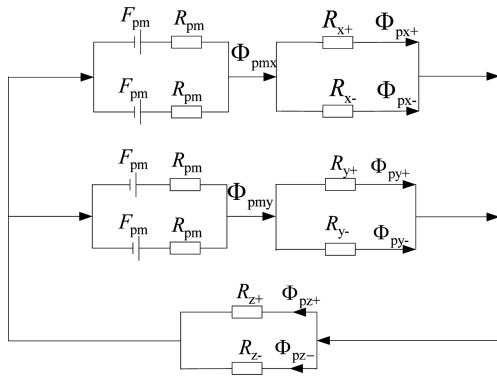 F_pm R_pm R_x+ Φ_px+
Φ_pmx
F_pm R_pm R_x- Φ_px-
F_pm R_pm R_y+ Φ_py+
Φ_pmy
F_pm R_pm R_y- Φ_py-
R_z+ Φ_pz+
R_z- Φ_pz−